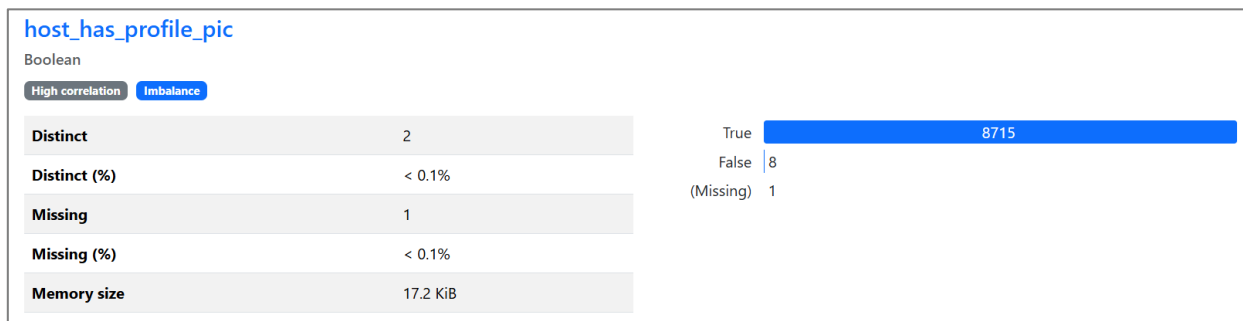 host_has_profile_pic
Boolean
High correlation Imbalance
Distinct 2
Distinct (%) < 0.1%
Missing 1
Missing (%) < 0.1%
Memory size 17.2 KiB
True 8715
False 8
(Missing) 1